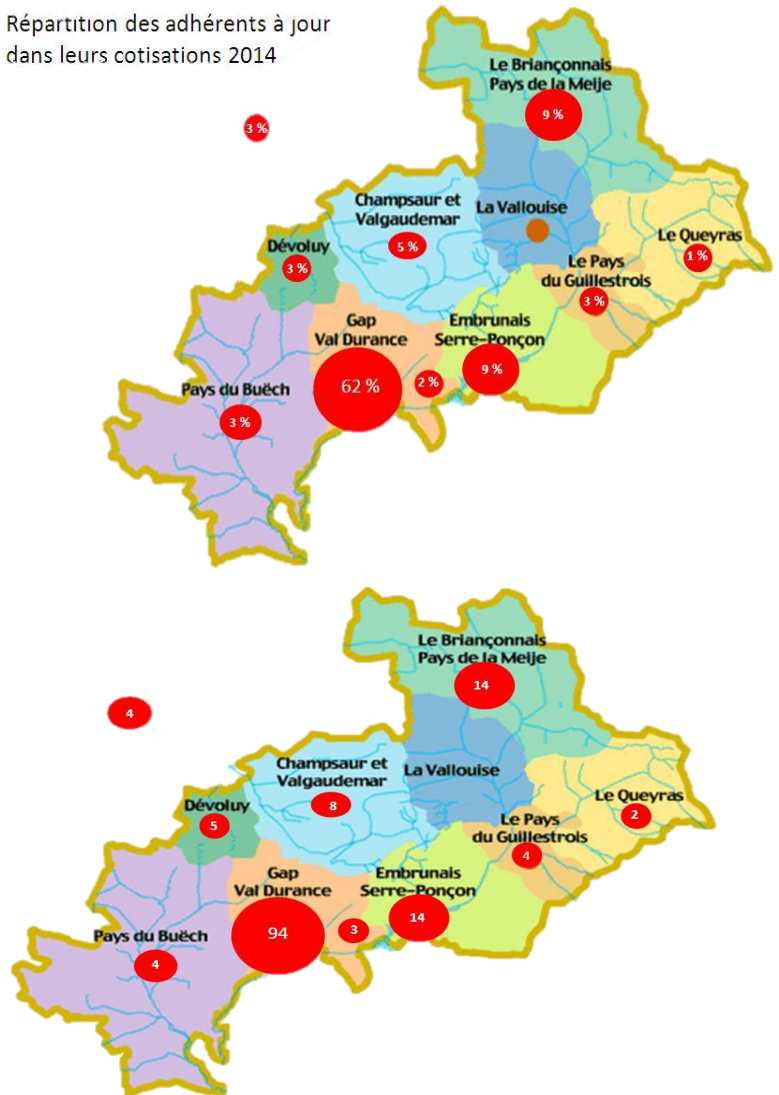 Répartition des adhérents à jour
dans leurs cotisations 2014
Le Briançonnais
Pays de la Meije
9 %
3 %
Champsaur et
Valgaudemar
5 %
La Vallouise
Dévoluy
3 %
Le Queyras
1 %
Le Pays
du Guillestrois
3 %
Gap
Val Durance
62 %
2 %
Embrunais
Serre-Ponçon
9 %
Pays du Buëch
3 %
Le Briançonnais
Pays de la Meije
14
4
Champsaur et
Valgaudemar
8
La Vallouise
Dévoluy
5
Le Queyras
2
Le Pays
du Guillestrois
4
Gap
Val Durance
94
3
Embrunais
Serre-Ponçon
14
Pays du Buëch
4